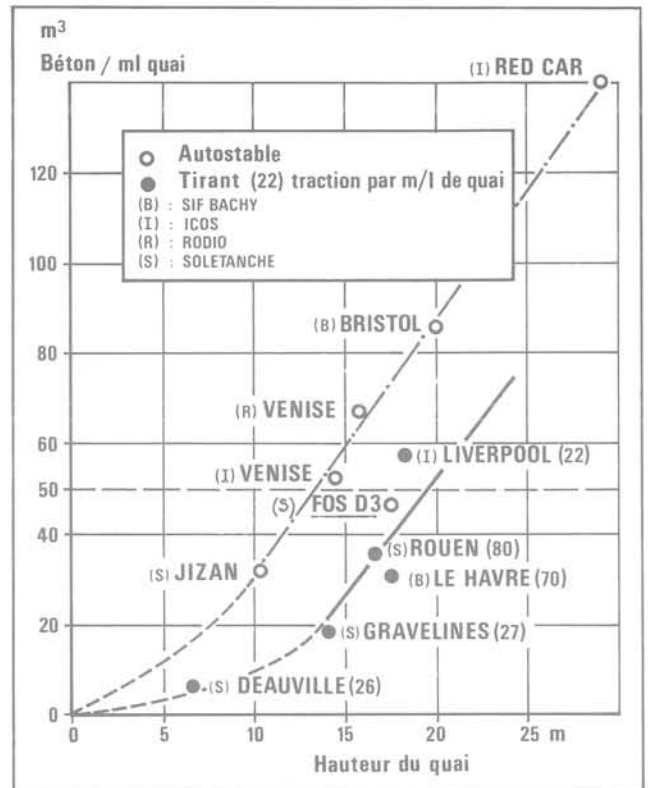 m³
Béton / ml quai
(I) RED CAR
Autostable
Tirant (22) traction par m/l de quai
(B) : SIF BACHY
(I) : ICOS
(R) : RODIO
(S) : SOLETANCHE
120
100
(B) BRISTOL
80
(R) VENISE
60
(I) LIVERPOOL (22)
(I) VENISE
50
(S) FOS D3
40
(S) ROUEN (80)
(S) JIZAN
(B) LE HAVRE (70)
20
(S) GRAVELINES (27)
(S) DEAUVILLE (26)
0
0 5 10 15 20 25 m
Hauteur du quai